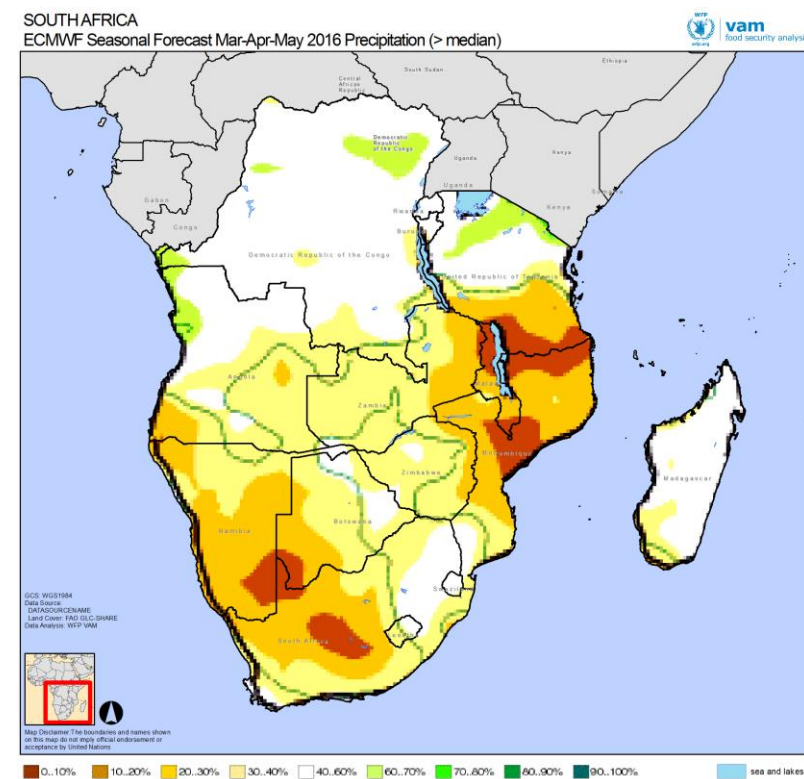 SOUTH AFRICA
ECMWF Seasonal Forecast Mar-Apr-May 2016 Precipitation (> median)
WFP
wfp.org
vam
food security analysis
Ethiopia
South Sudan
Central
African
Republic
Democratic
Republic
of the Congo
Uganda
Kenya
Uganda
Gabon
Kenya
Congo
Democratic Republic of the Congo
United Republic of Tanzania
Angola
Zambia
Mozambique
Zimbabwe
Madagascar
Botswana
Namibia
South Africa
GCS: WGS1984
Data Source:
DATASOURCENAME
Land Cover: FAO GLC-SHARE
Data Analysis: WFP VAM
Map Disclaimer:The boundaries and names shown
on this map do not imply official endorsement or
acceptance by United Nations
0..10% 10..20% 20..30% 30..40% 40..60% 60..70% 70..80% 80..90% 90..100% sea and lakes